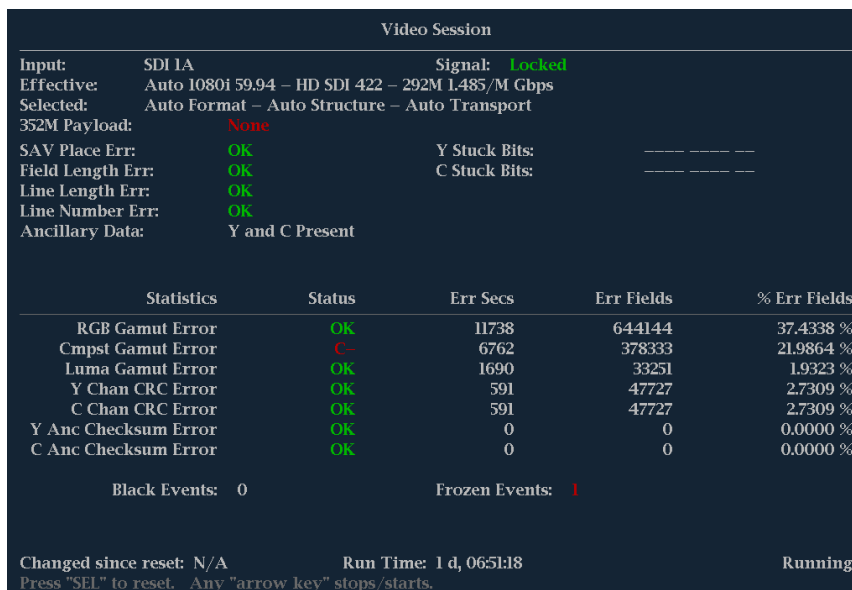 Video Session
Input: SDI 1A Signal: Locked
Effective: Auto 1080i 59.94 – HD SDI 422 – 292M 1.485/M Gbps
Selected: Auto Format – Auto Structure – Auto Transport
352M Payload: None
SAV Place Err: OK Y Stuck Bits: –––– –––– ––
Field Length Err: OK C Stuck Bits: –––– –––– ––
Line Length Err: OK
Line Number Err: OK
Ancillary Data: Y and C Present
Statistics Status Err Secs Err Fields % Err Fields
RGB Gamut Error OK 11738 644144 37.4338 %
Cmpst Gamut Error C– 6762 378333 21.9864 %
Luma Gamut Error OK 1690 33251 1.9323 %
Y Chan CRC Error OK 591 47727 2.7309 %
C Chan CRC Error OK 591 47727 2.7309 %
Y Anc Checksum Error OK 0 0 0.0000 %
C Anc Checksum Error OK 0 0 0.0000 %
Black Events: 0 Frozen Events: 1
Changed since reset: N/A Run Time: 1 d, 06:51:18 Running
Press "SEL" to reset. Any "arrow key" stops/starts.